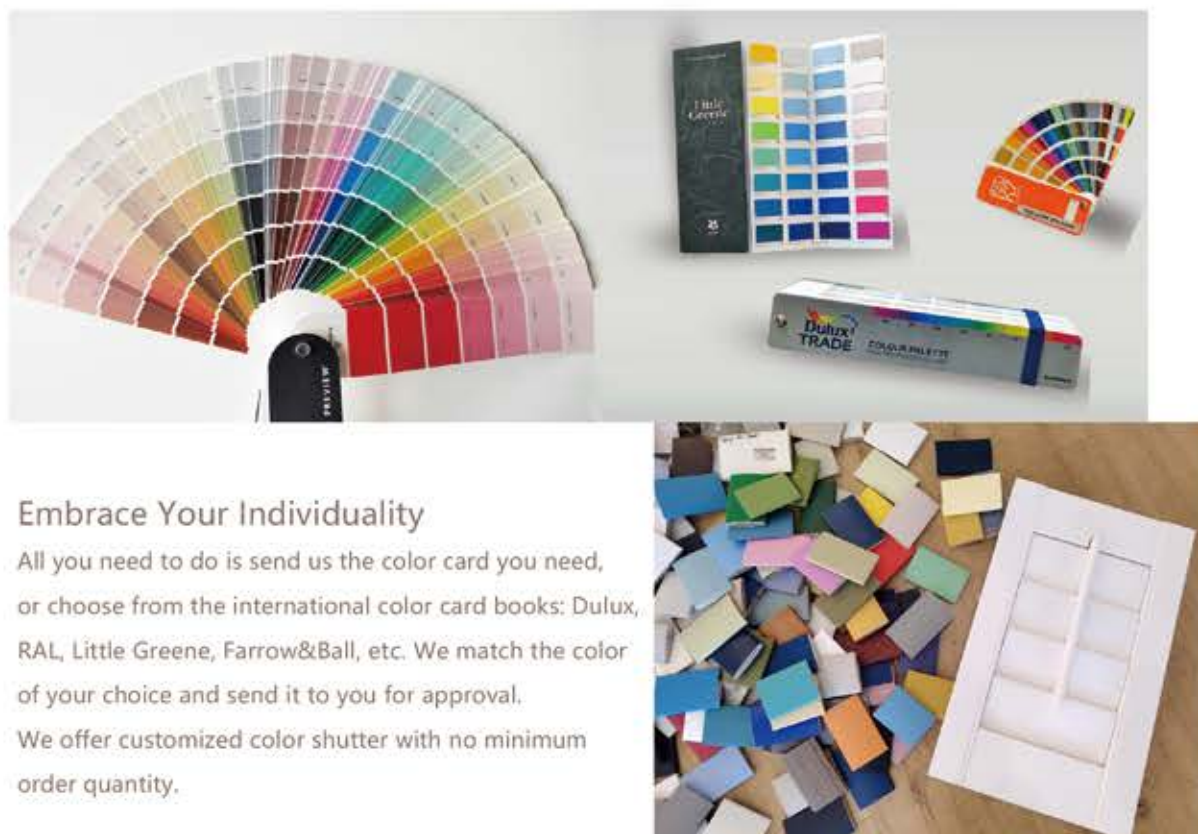 PREVIEW
Little
Greene
Dulux
TRADE
COLOUR PALETTE
Embrace Your Individuality
All you need to do is send us the color card you need,
or choose from the international color card books: Dulux,
RAL, Little Greene, Farrow&Ball, etc. We match the color
of your choice and send it to you for approval.
We offer customized color shutter with no minimum
order quantity.